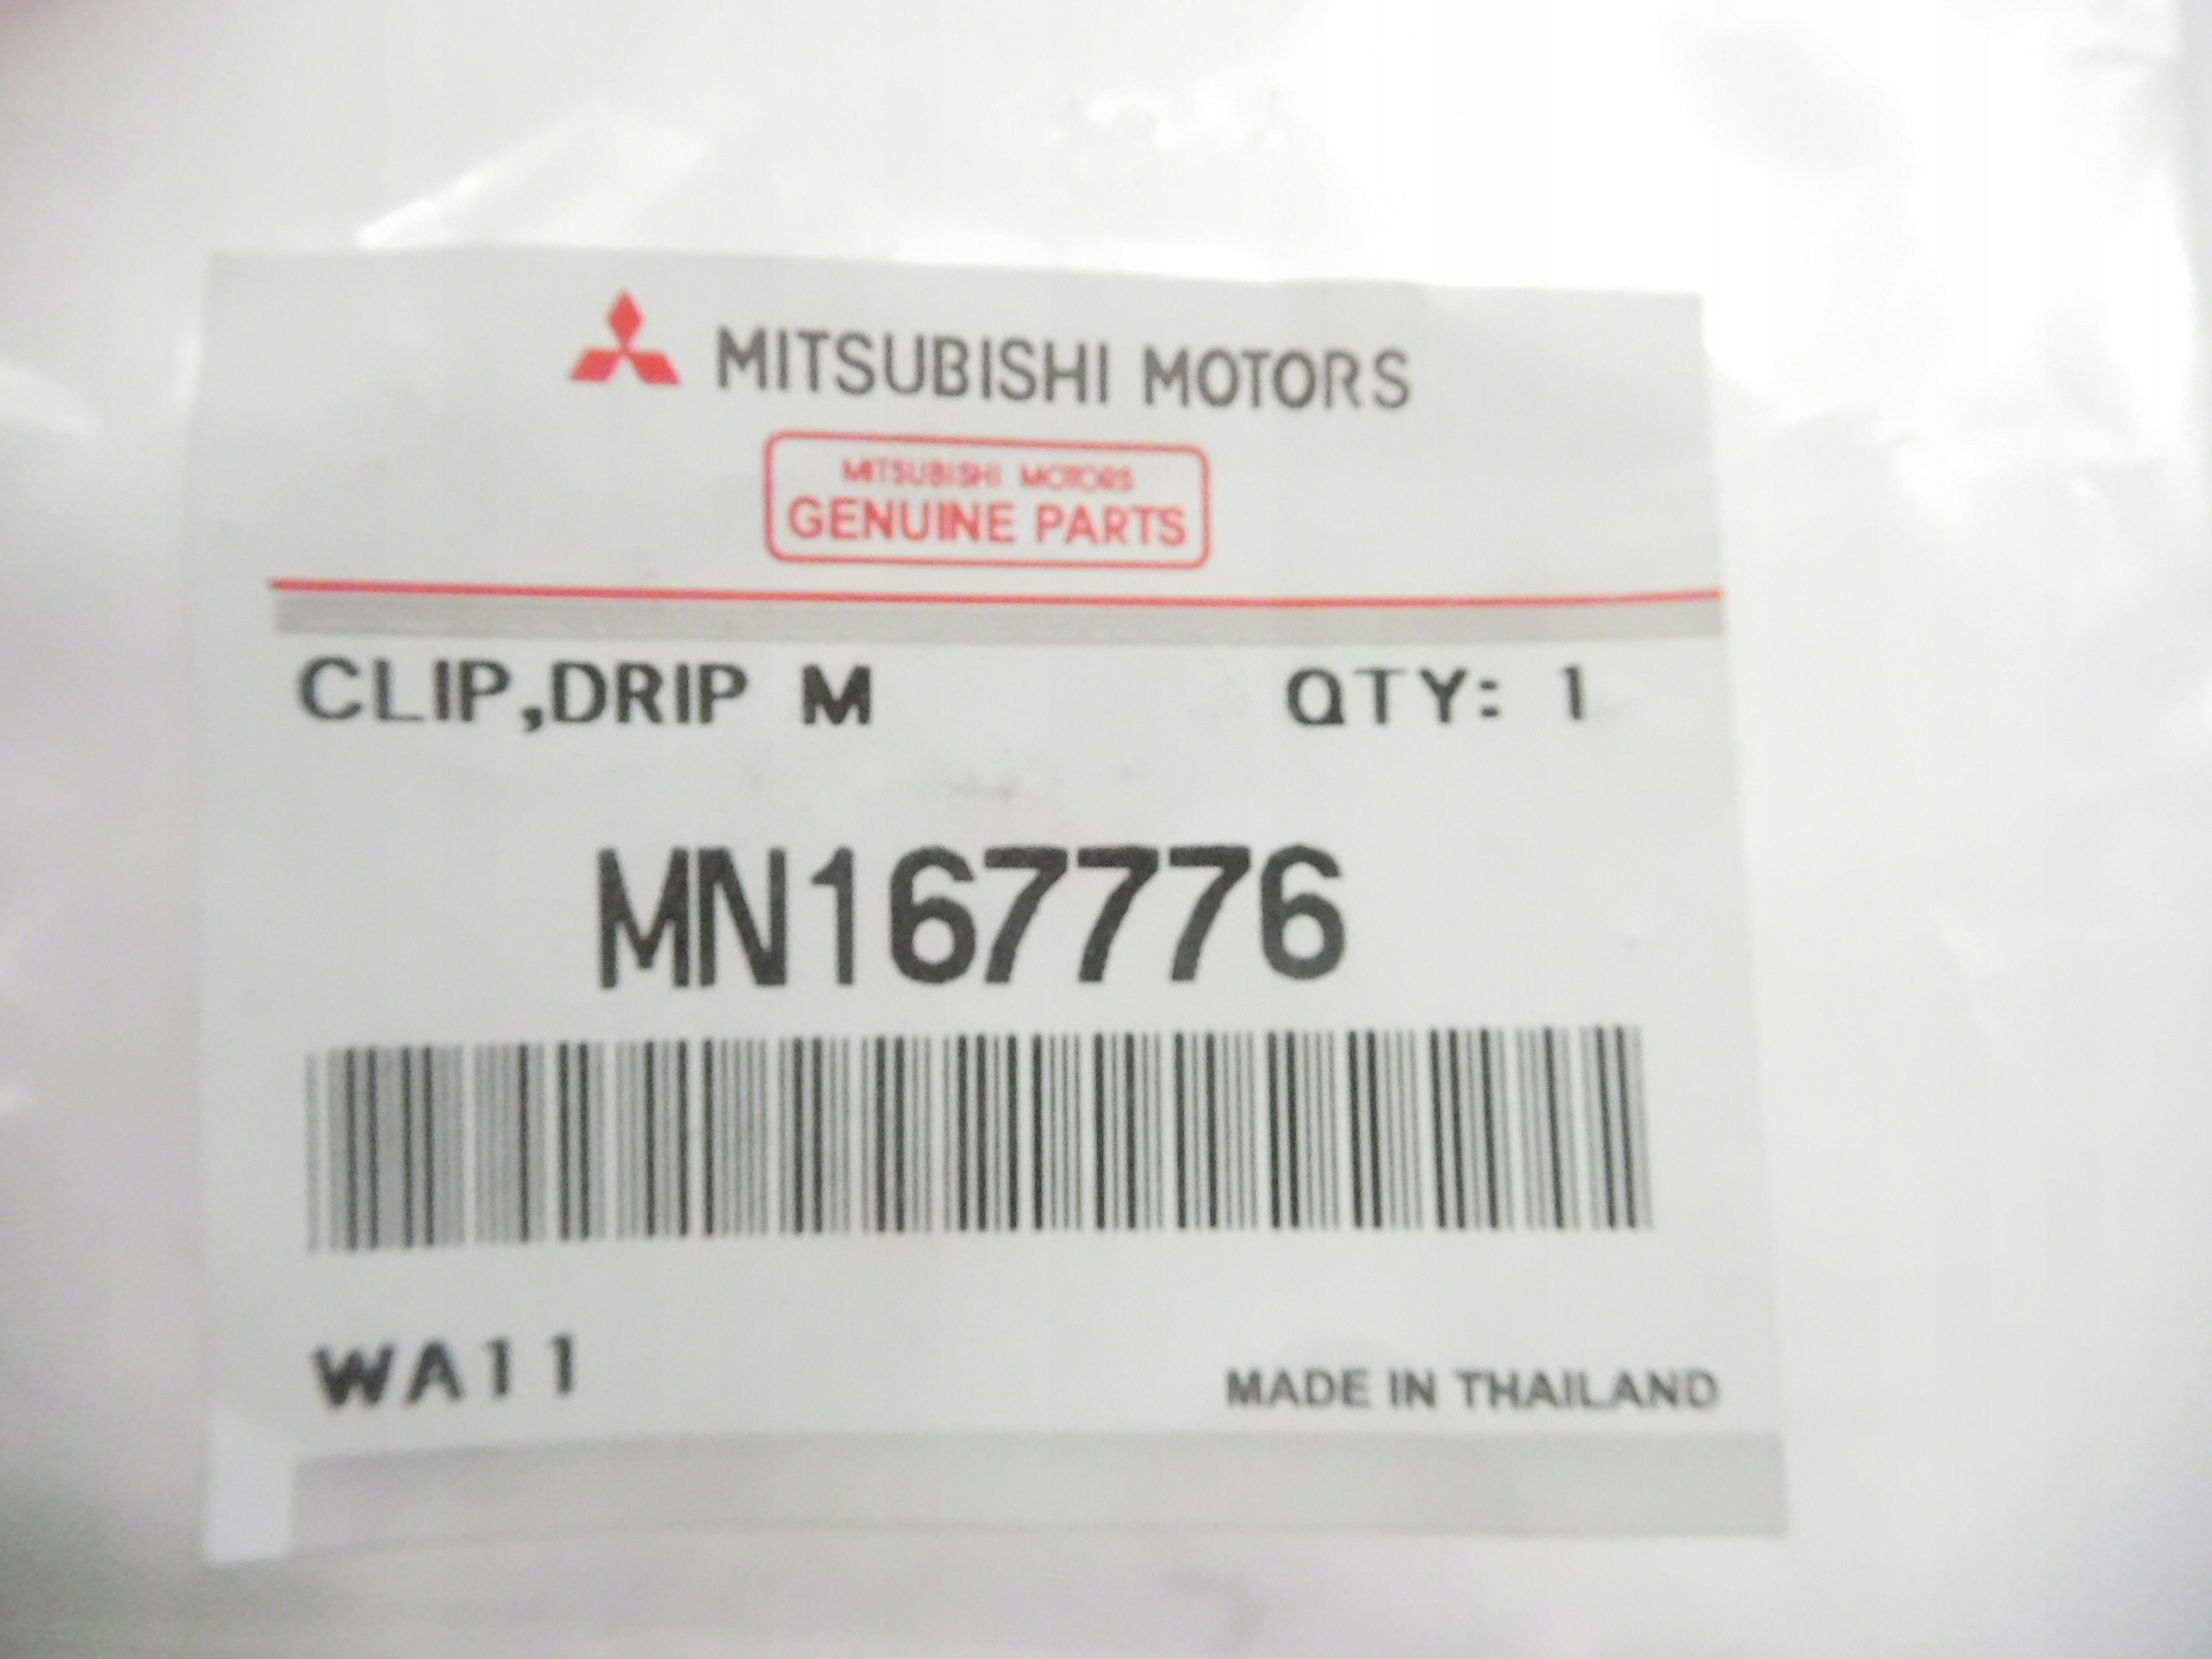 MITSUBISHI MOTORS
MITSUBISHI MOTORS
GENUINE PARTS
CLIP,DRIP M QTY: 1
MN167776
WA11 MADE IN THAILAND